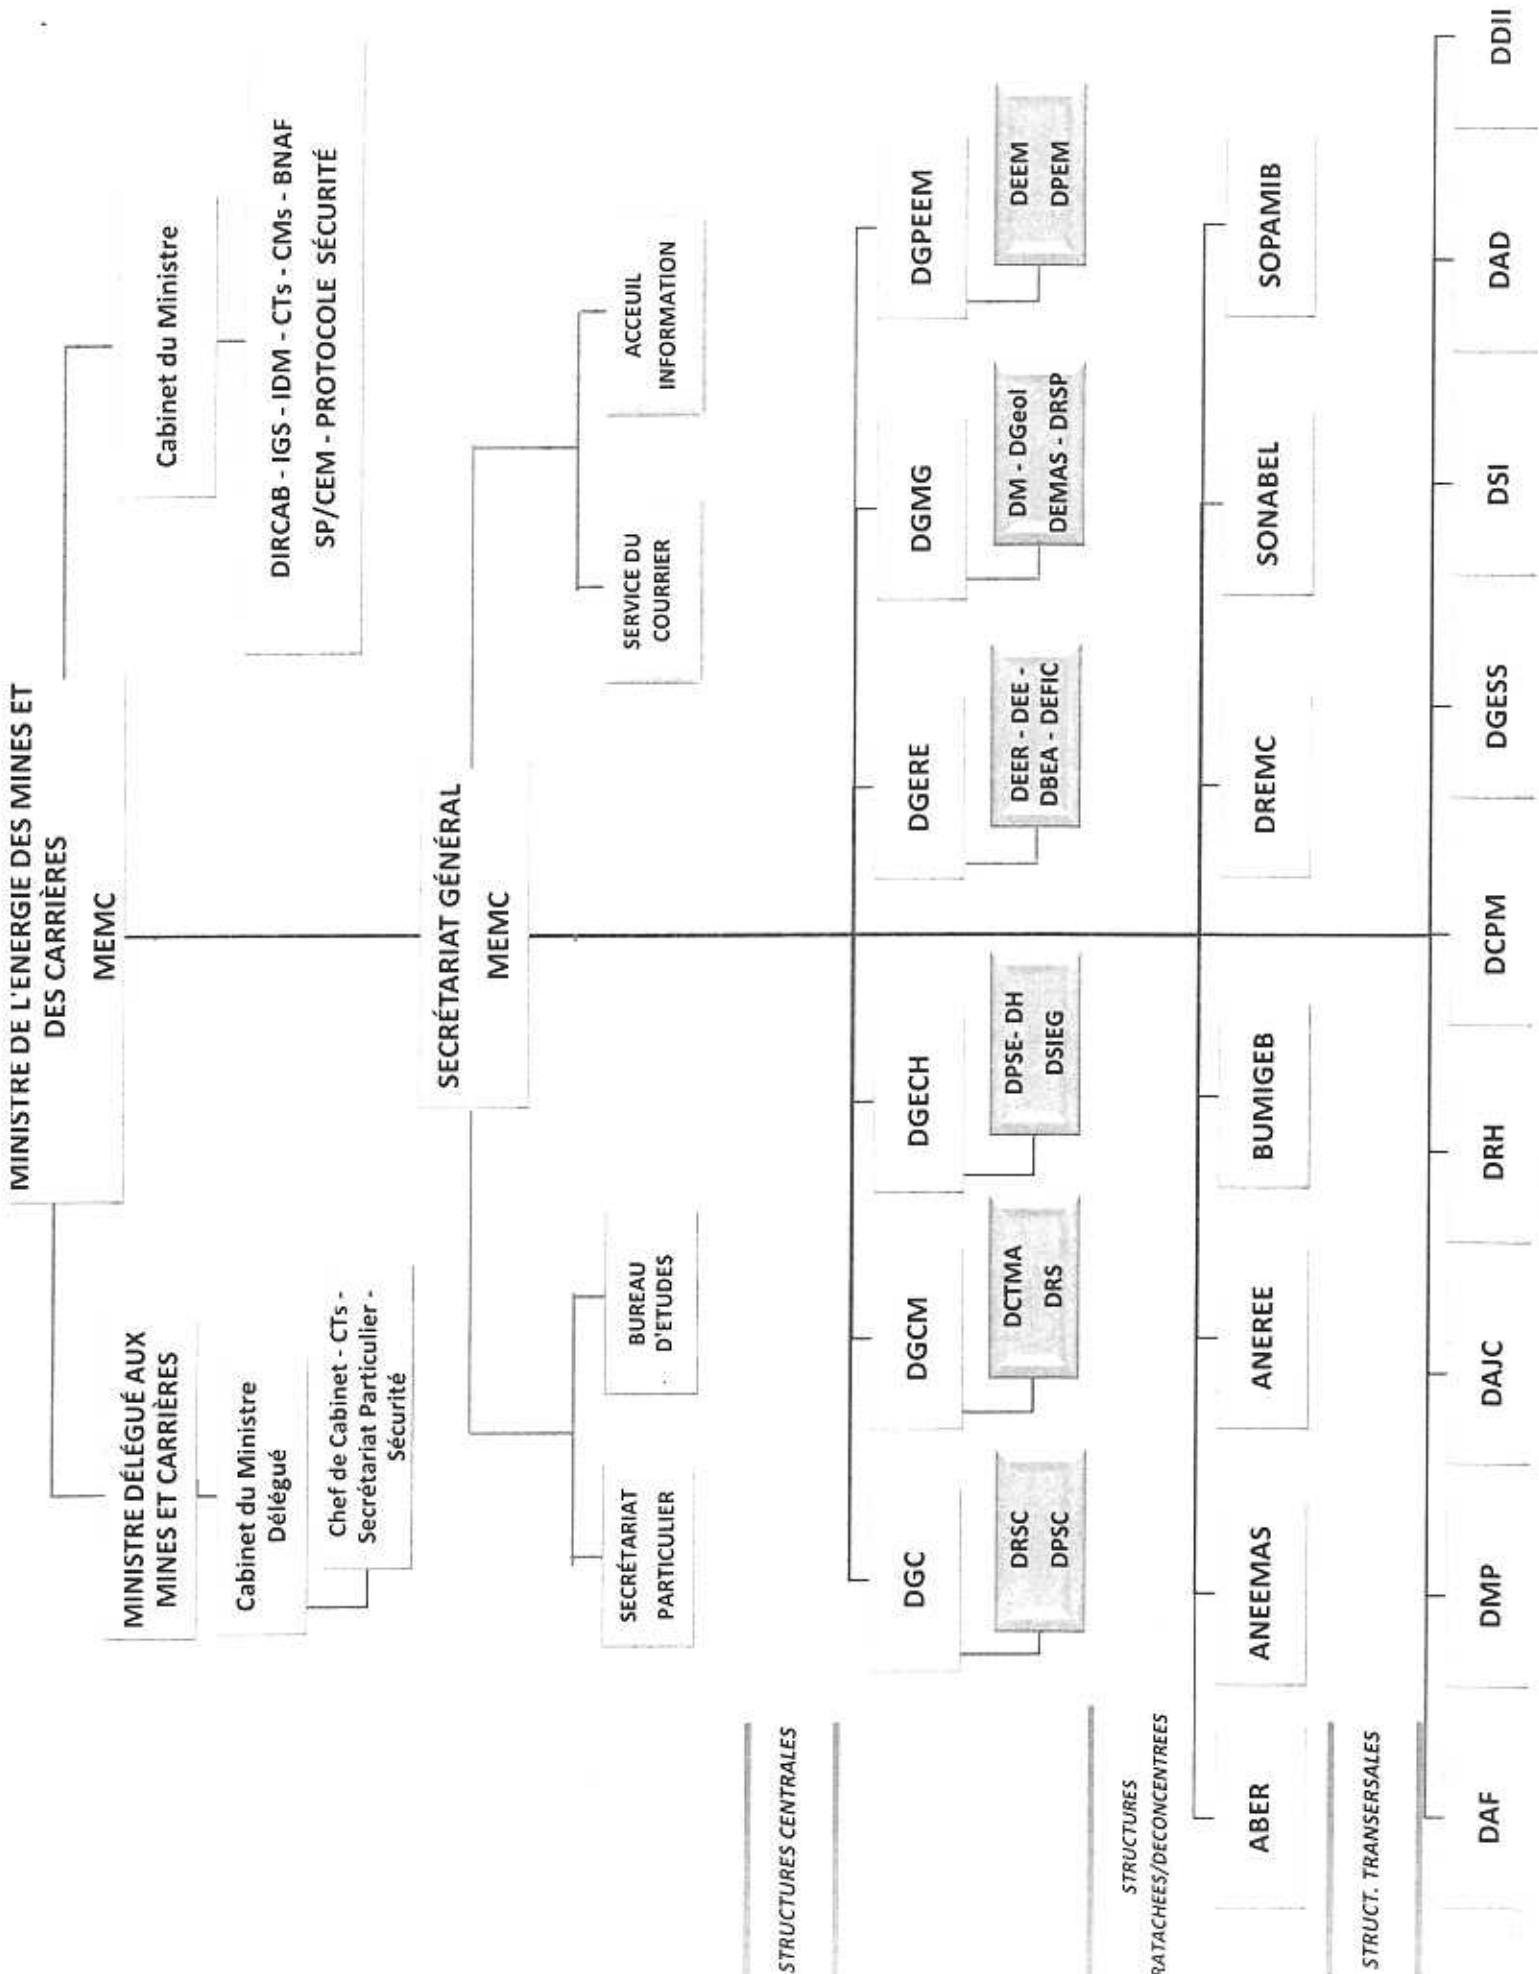 MINISTRE DE L'ENERGIE DES MINES ET
DES CARRIÈRES
MEMC
MINISTRE DÉLÉGUÉ AUX
MINES ET CARRIÈRES
Cabinet du Ministre
Délégué
Chef de Cabinet - CTs -
Secrétariat Particulier -
Sécurité
Cabinet du Ministre
DIRCAB - IGS - IDM - CTs - CMs - BNAF
SP/CEM - PROTOCOLE SÉCURITÉ
SECRÉTARIAT GÉNÉRAL
MEMC
SECRÉTARIAT
PARTICULIER
BUREAU
D'ETUDES
SERVICE DU
COURRIER
ACCEUIL
INFORMATION
STRUCTURES CENTRALES
DGC
DGCM
DGECH
DGERE
DGMG
DGPEEM
DRSC
DPSC
DCTMA
DRS
DPSE- DH
DSIEG
DEER - DEE -
DBEA - DEFIC
DM - DGeol
DEMAS - DRSP
DEEM
DPEM
STRUCTURES
RATACHEES/DECONCENTREES
ABER
ANEEMAS
ANEREE
BUMIGEB
DREMC
SONABEL
SOPAMIB
STRUCT. TRANSERSALES
DAF
DMP
DAJC
DRH
DCPM
DGESS
DSI
DAD
DDII